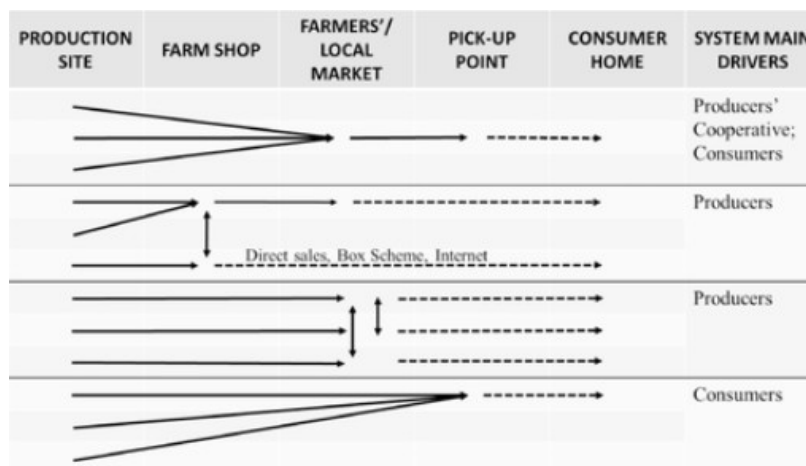 PRODUCTION SITE
FARM SHOP
FARMERS'/ LOCAL MARKET
PICK-UP POINT
CONSUMER HOME
SYSTEM MAIN DRIVERS
Producers'
Cooperative;
Consumers
Producers
Direct sales, Box Scheme, Internet
Producers
Consumers